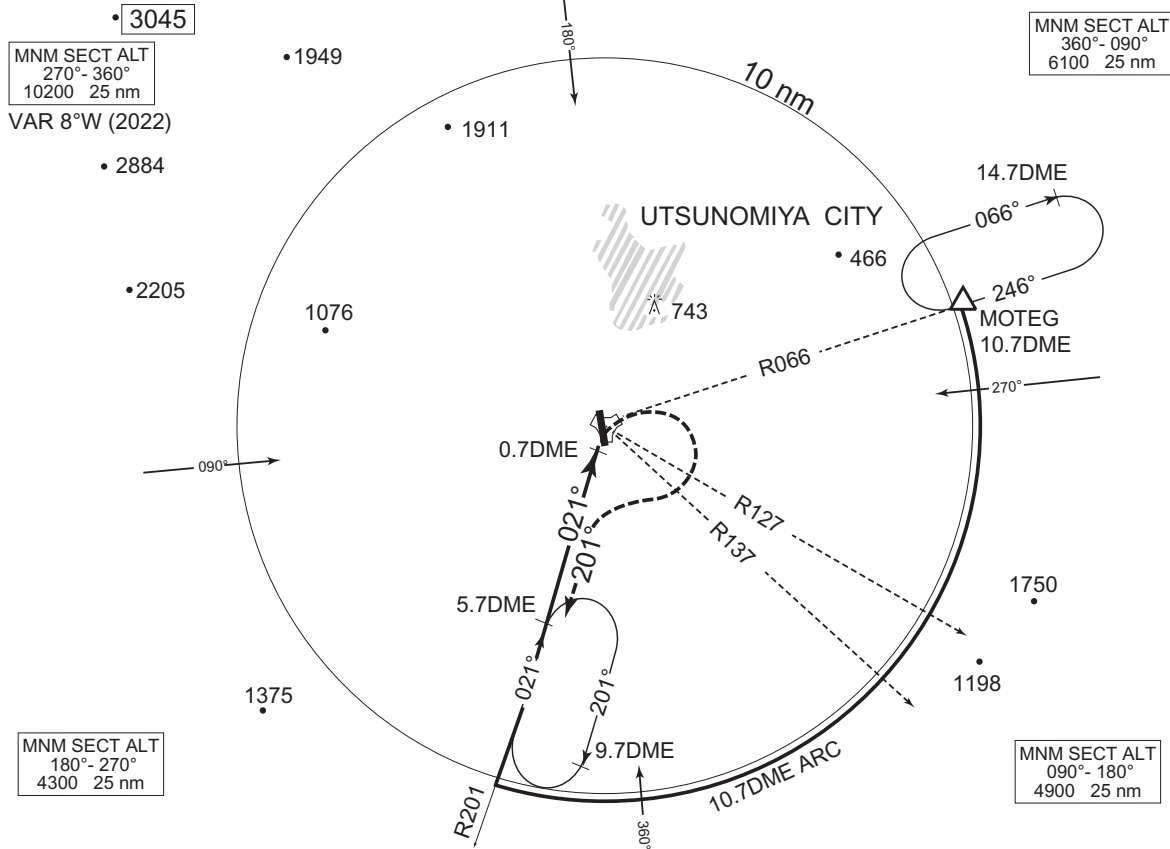 3045
MNM SECT ALT
270°- 360°
10200 25 nm
VAR 8°W (2022)
1949
180°
10 nm
MNM SECT ALT
360°- 090°
6100 25 nm
1911
2884
14.7DME
UTSUNOMIYA CITY
066°
466
2205
246°
1076
743
MOTEG
10.7DME
R066
270°
0.7DME
090°
021°
201°
R127
R137
5.7DME
1750
021°
201°
1198
1375
9.7DME
MNM SECT ALT
180°- 270°
4300 25 nm
10.7DME ARC
R201
360°
MNM SECT ALT
090°- 180°
4900 25 nm